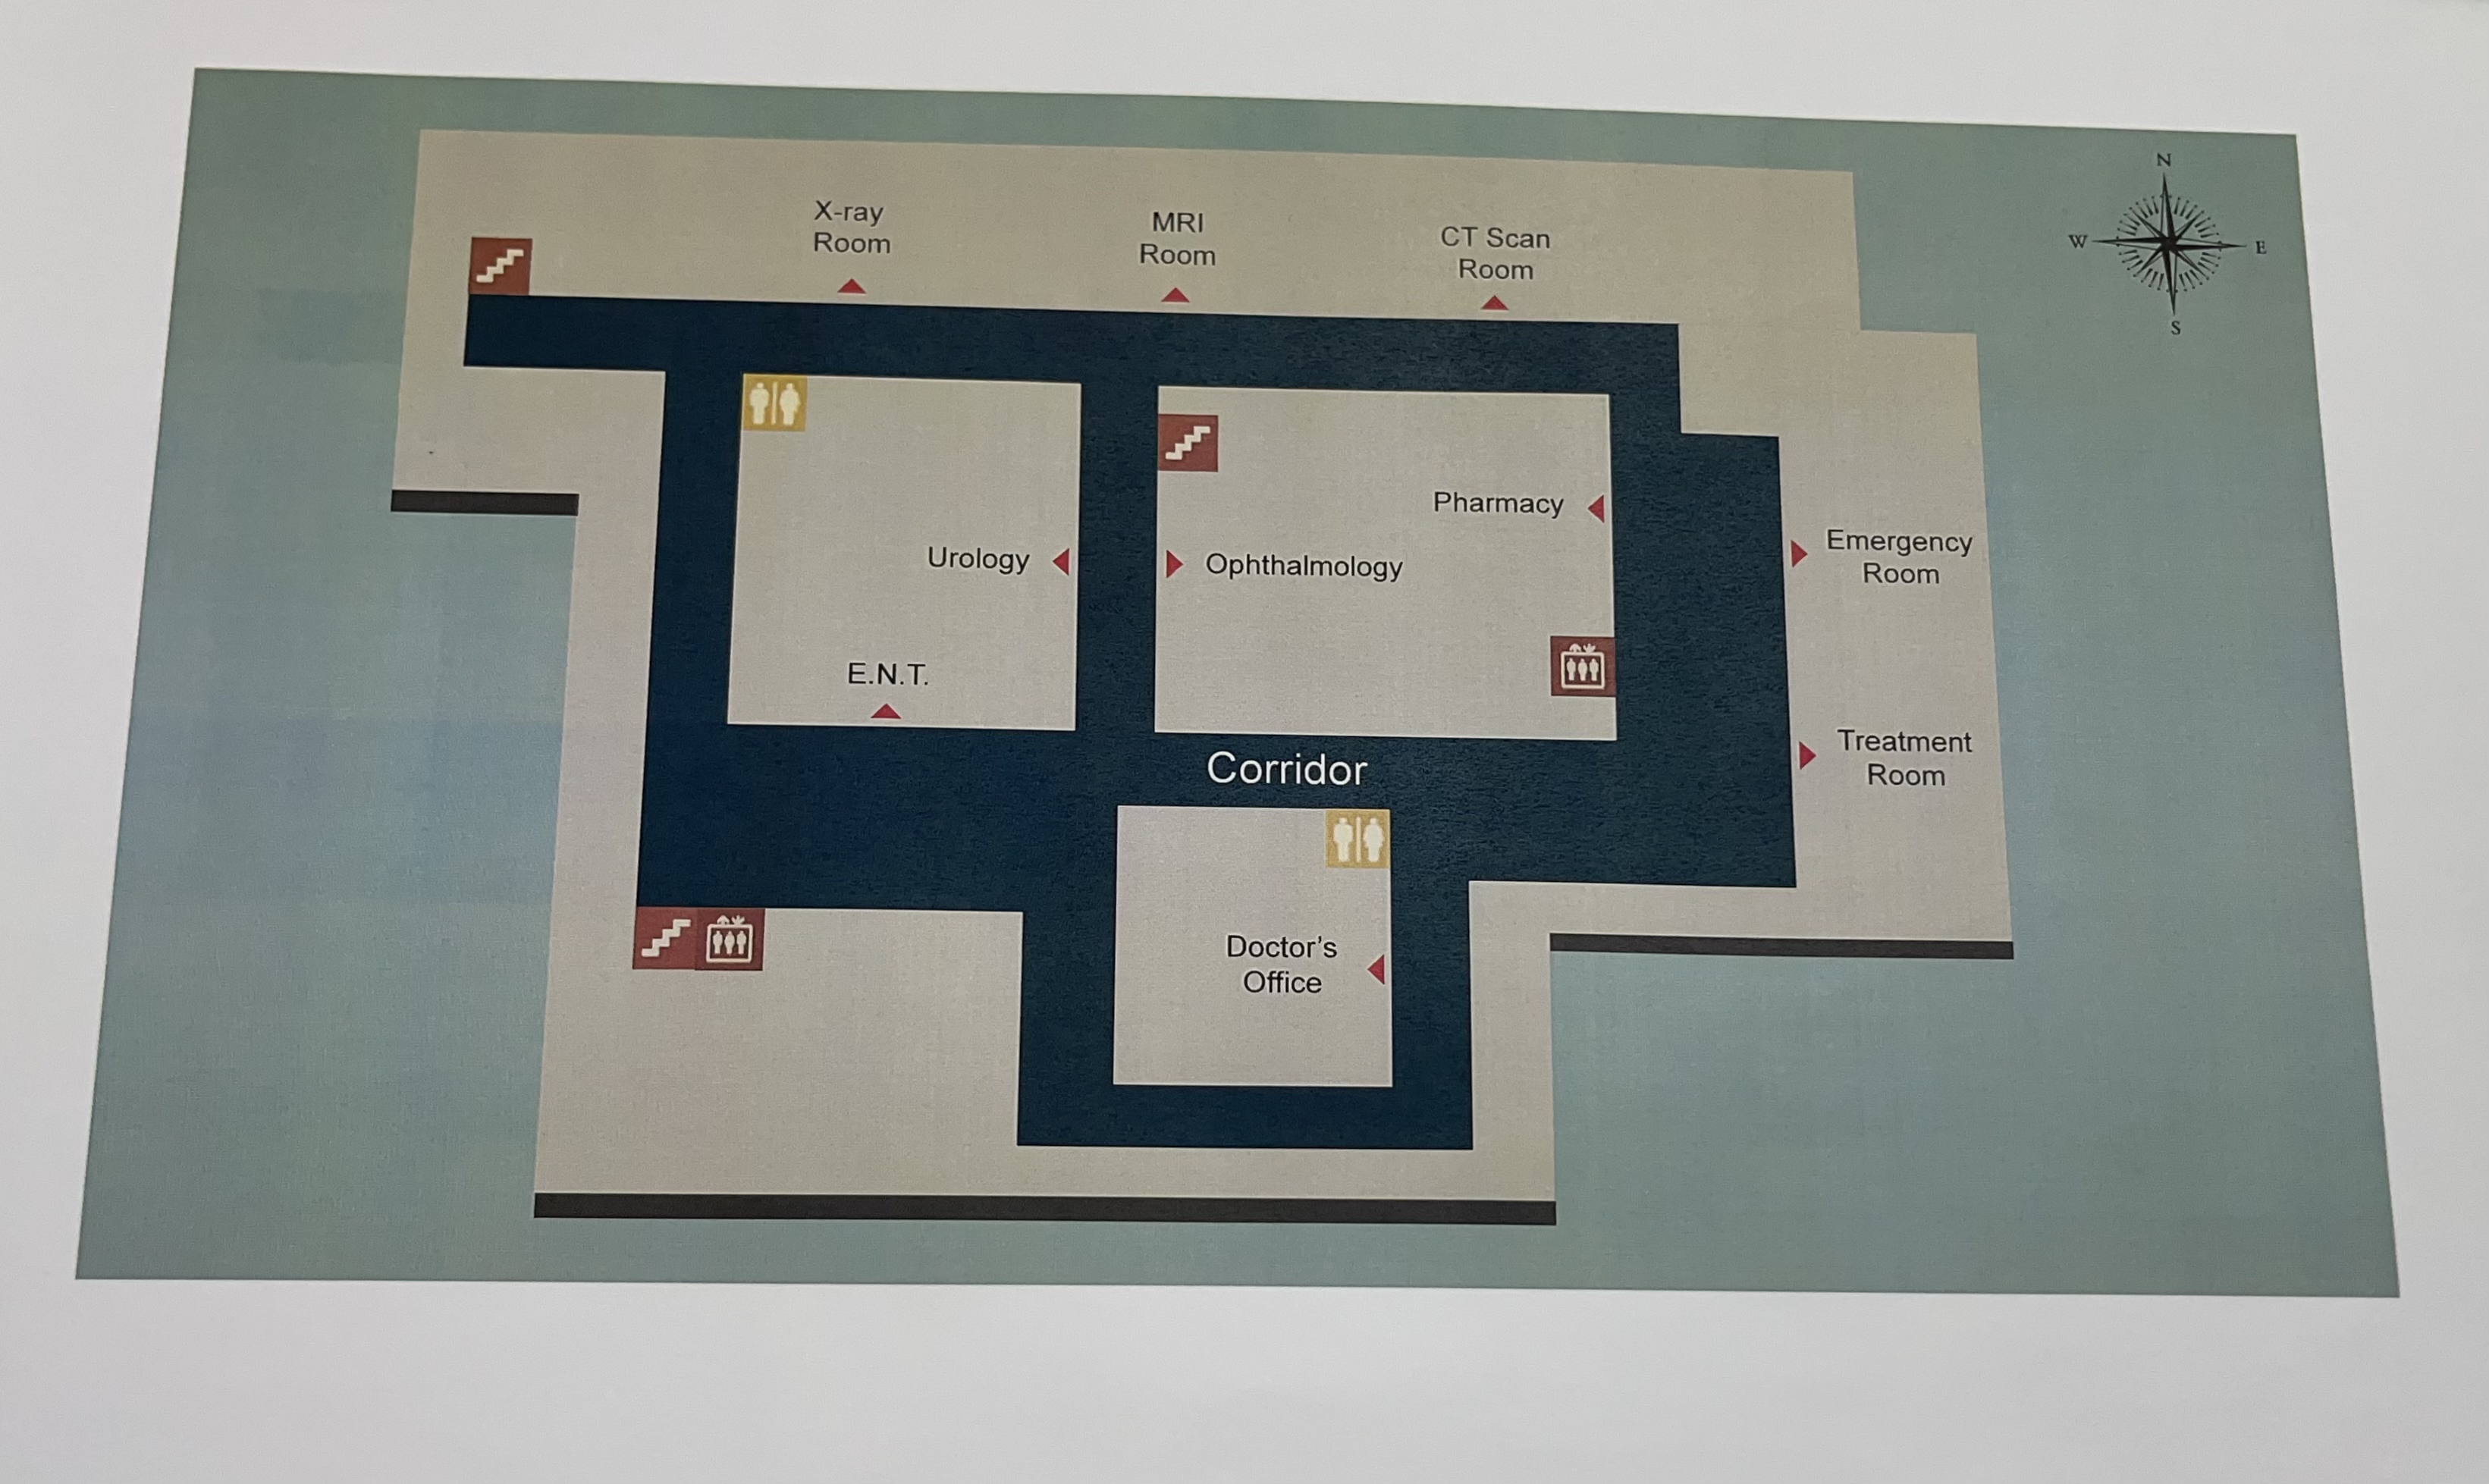 N
W
E
S
X-ray
Room
MRI
Room
CT Scan
Room
Pharmacy
Urology
Ophthalmology
Emergency
Room
E.N.T.
Treatment
Room
Corridor
Doctor’s
Office